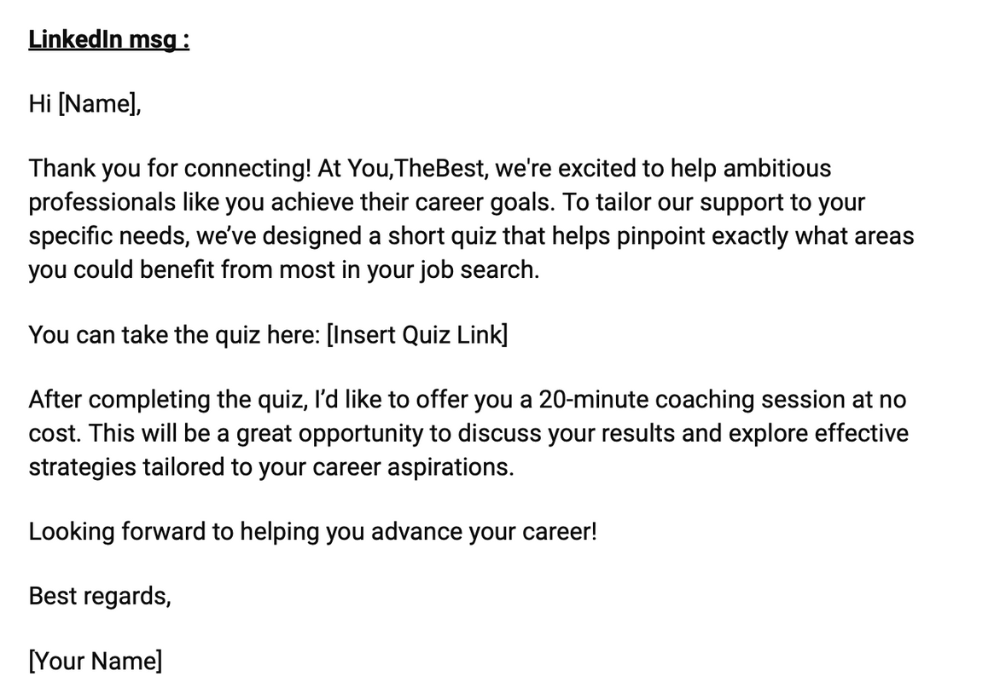 LinkedIn msg :
Hi [Name],
Thank you for connecting! At You,TheBest, we're excited to help ambitious
professionals like you achieve their career goals. To tailor our support to your
specific needs, we’ve designed a short quiz that helps pinpoint exactly what areas
you could benefit from most in your job search.
You can take the quiz here: [Insert Quiz Link]
After completing the quiz, I’d like to offer you a 20-minute coaching session at no
cost. This will be a great opportunity to discuss your results and explore effective
strategies tailored to your career aspirations.
Looking forward to helping you advance your career!
Best regards,
[Your Name]